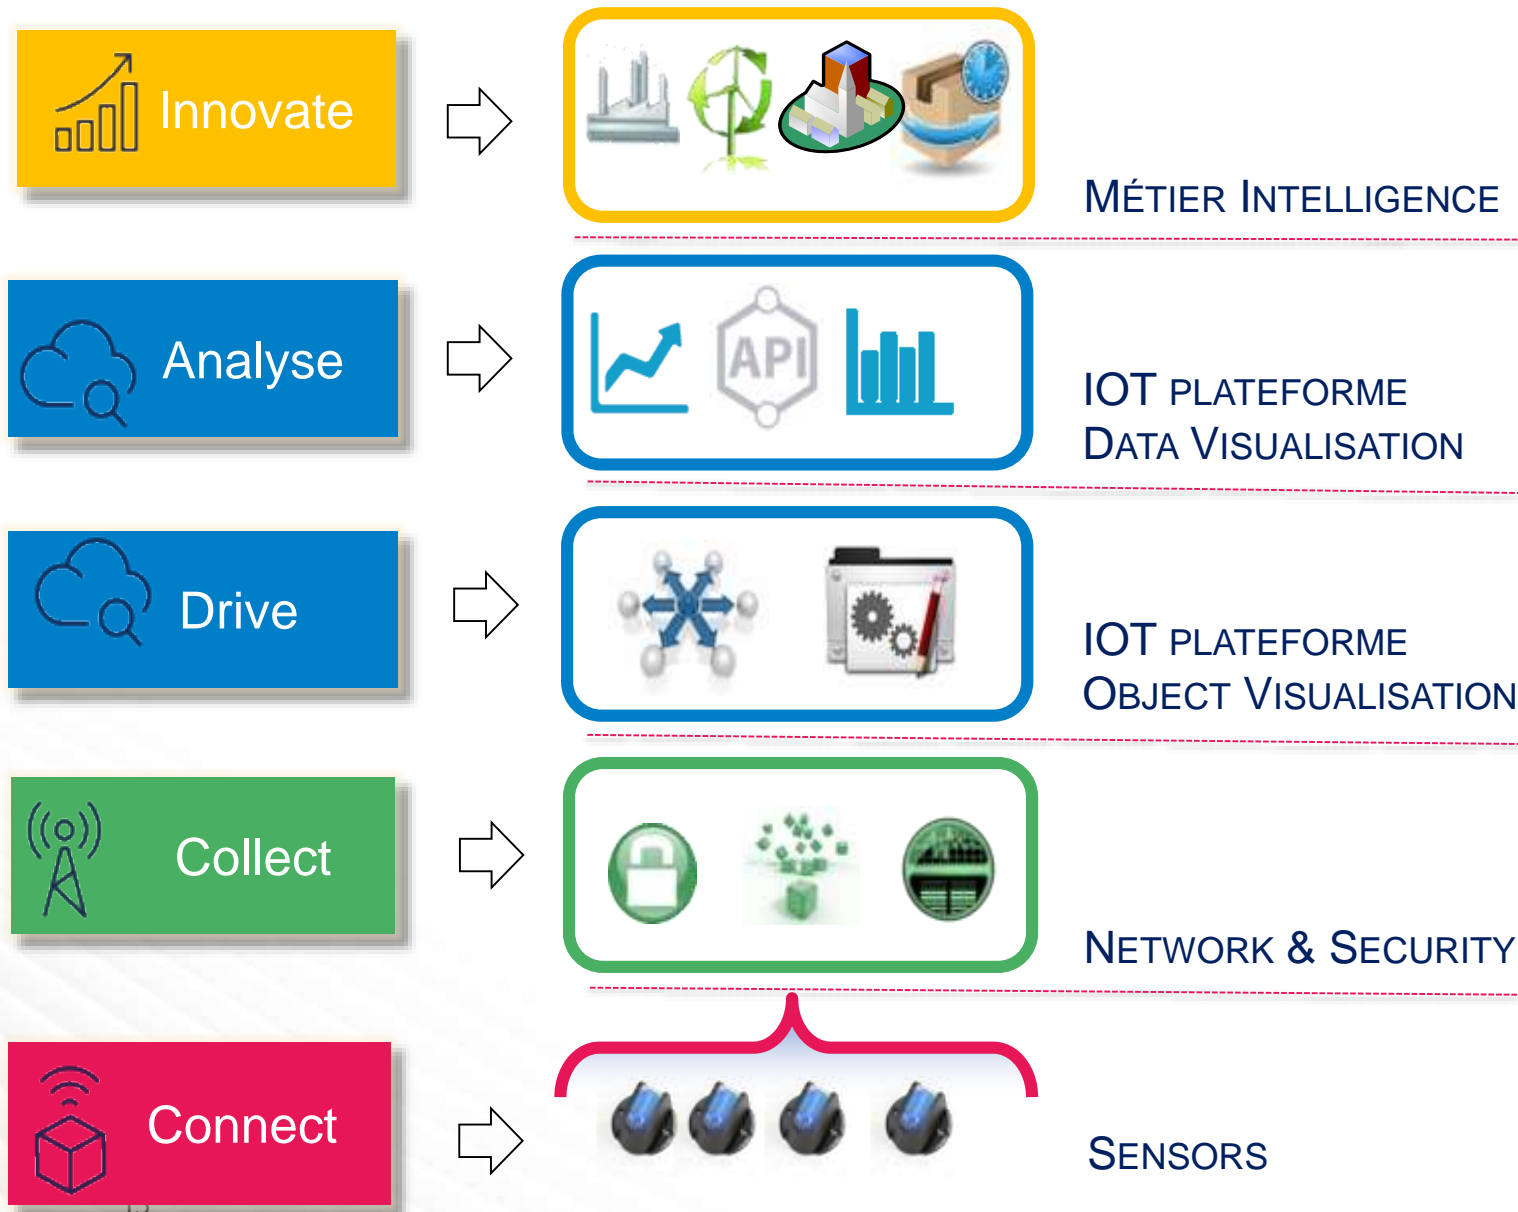 Innovate
MÉTIER INTELLIGENCE
Analyse
API
IOT PLATEFORME
DATA VISUALISATION
Drive
IOT PLATEFORME
OBJECT VISUALISATION
Collect
NETWORK & SECURITY
Connect
SENSORS